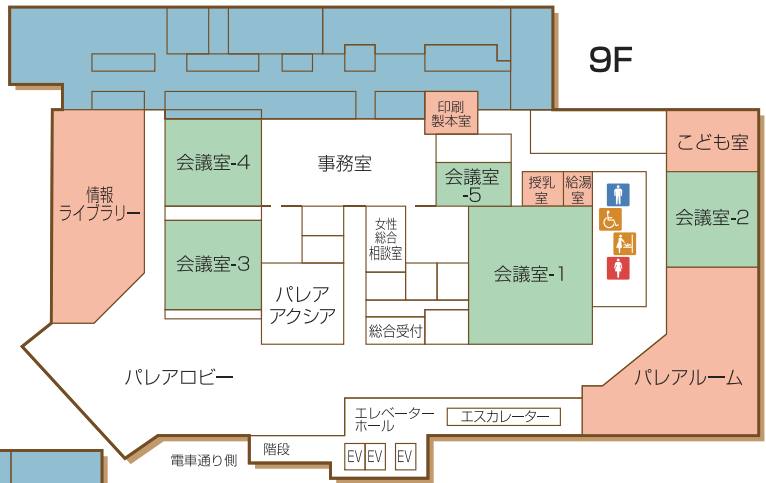 9F
印刷
製本室
こども室
会議室-4
事務室
情報
ライブラリー
会議室
-5
授乳
室
給湯
室
会議室-2
女性
総合
相談室
会議室-3
会議室-1
パレア
アクシア
総合受付
パレアロビー
パレアルーム
エレベーター
ホール
エスカレーター
階段
電車通り側
EV
EV
EV